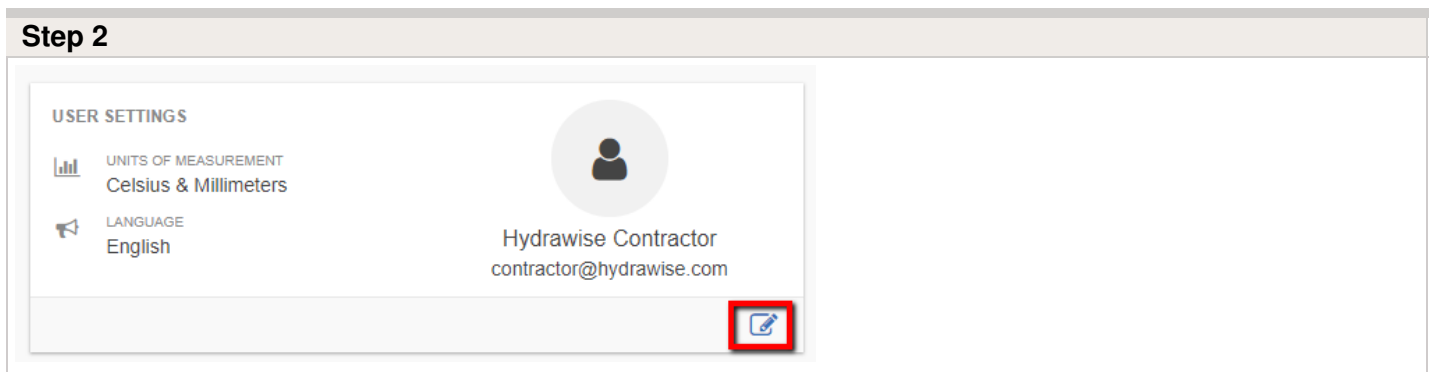 Step 2
USER SETTINGS
UNITS OF MEASUREMENT
Celsius & Millimeters
LANGUAGE
English
Hydrawise Contractor
contractor@hydrawise.com